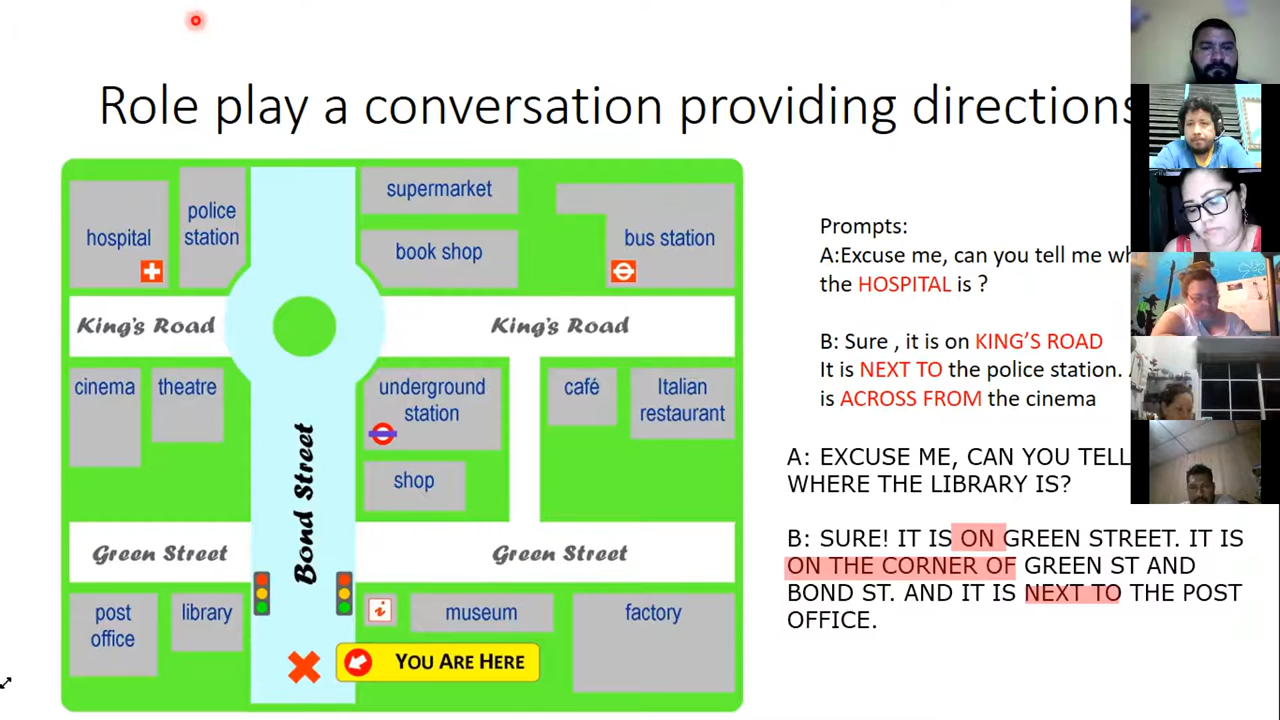 Role play a conversation providing directions
hospital
police
station
supermarket
book shop
bus station
King's Road
King's Road
cinema
theatre
underground
station
café
Italian
restaurant
shop
Bond Street
Green Street
Green Street
post
office
library
i
museum
factory
YOU ARE HERE
Prompts:
A:Excuse me, can you tell me wh
the HOSPITAL is ?
B: Sure , it is on KING'S ROAD
It is NEXT TO the police station.
is ACROSS FROM the cinema
A: EXCUSE ME, CAN YOU TELL
WHERE THE LIBRARY IS?
B: SURE! IT IS ON GREEN STREET. IT IS
ON THE CORNER OF GREEN ST AND
BOND ST. AND IT IS NEXT TO THE POST
OFFICE.